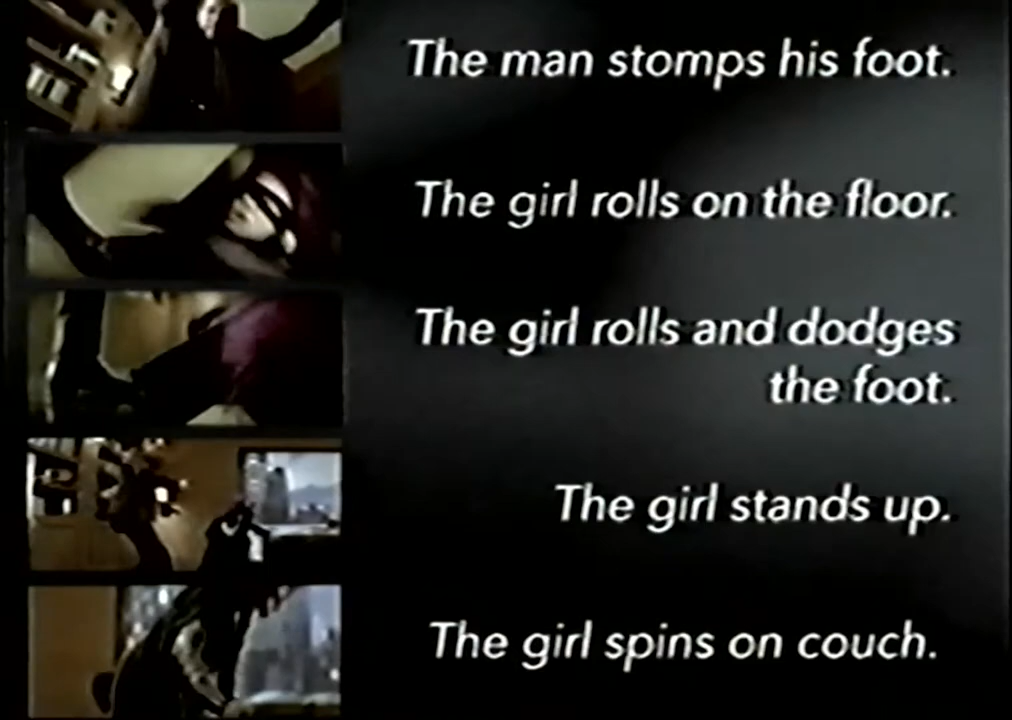 The man stomps his foot.
The girl rolls on the floor.
The girl rolls and dodges
the foot.
The girl stands up.
The girl spins on couch.